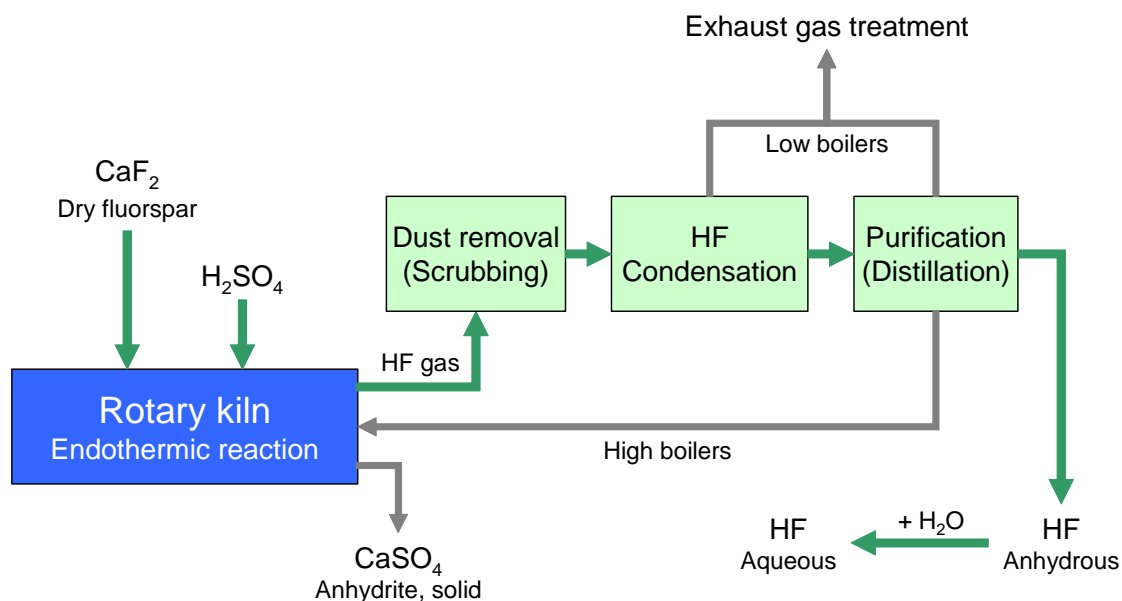 Exhaust gas treatment
Low boilers
CaF₂
Dry fluorspar
H₂SO₄
Dust removal
(Scrubbing)
HF
Condensation
Purification
(Distillation)
HF gas
Rotary kiln
Endothermic reaction
High boilers
CaSO₄
Anhydrite, solid
HF
Aqueous
+ H₂O
HF
Anhydrous